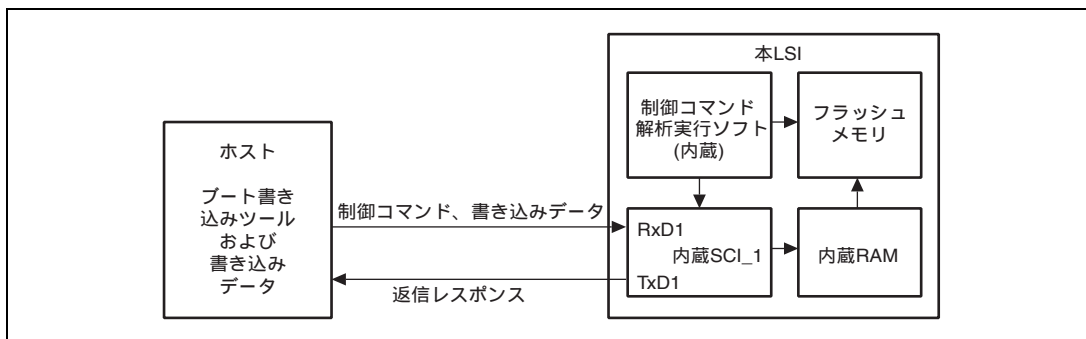 本LSI
ホスト
ブート書き
込みツール
および
書き込み
データ
制御コマンド、書き込みデータ
返信レスポンス
制御コマンド
解析実行ソフト
(内蔵)
フラッシュ
メモリ
RxD1
内蔵SCI_1
TxD1
内蔵RAM